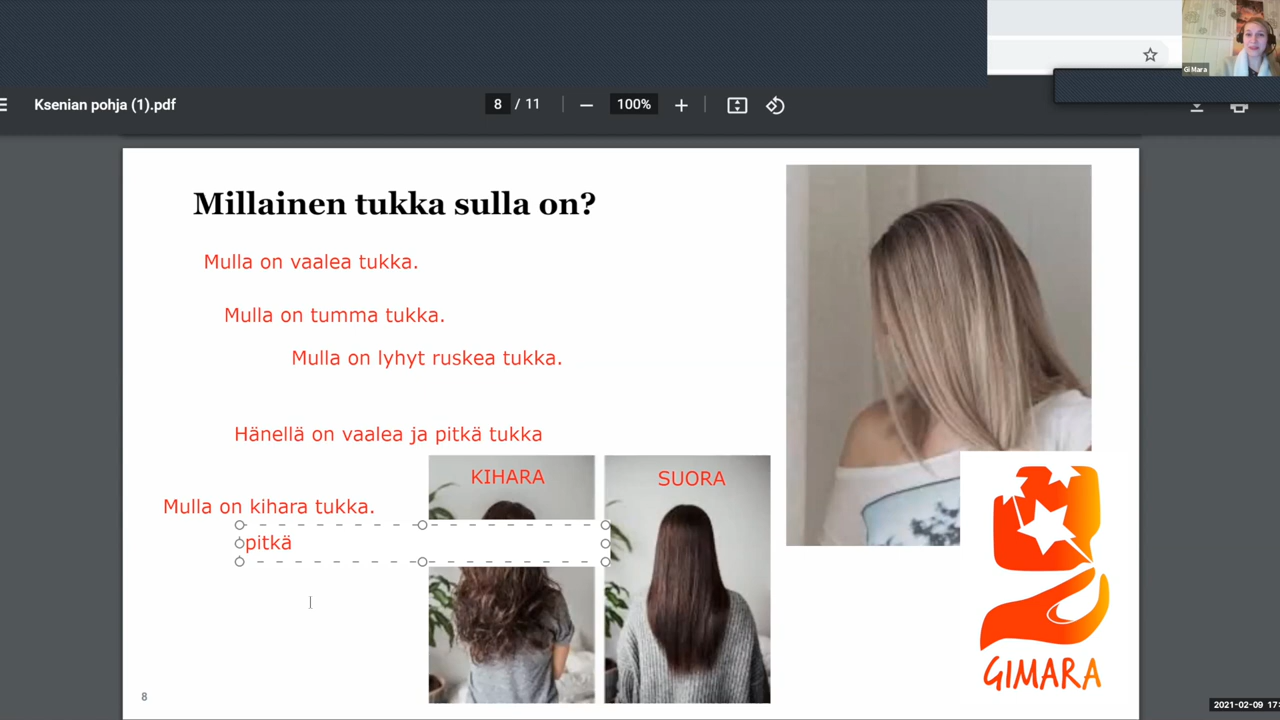 Ksenian pohja (1).pdf
8 / 11
100%
Gi Mara
Millainen tukka sulla on?
Mulla on vaalea tukka.
Mulla on tumma tukka.
Mulla on lyhyt ruskea tukka.
Hänellä on vaalea ja pitkä tukka
KIHARA
SUORA
Mulla on kihara tukka.
pitkä
GIMARA
8
2021-02-09 17